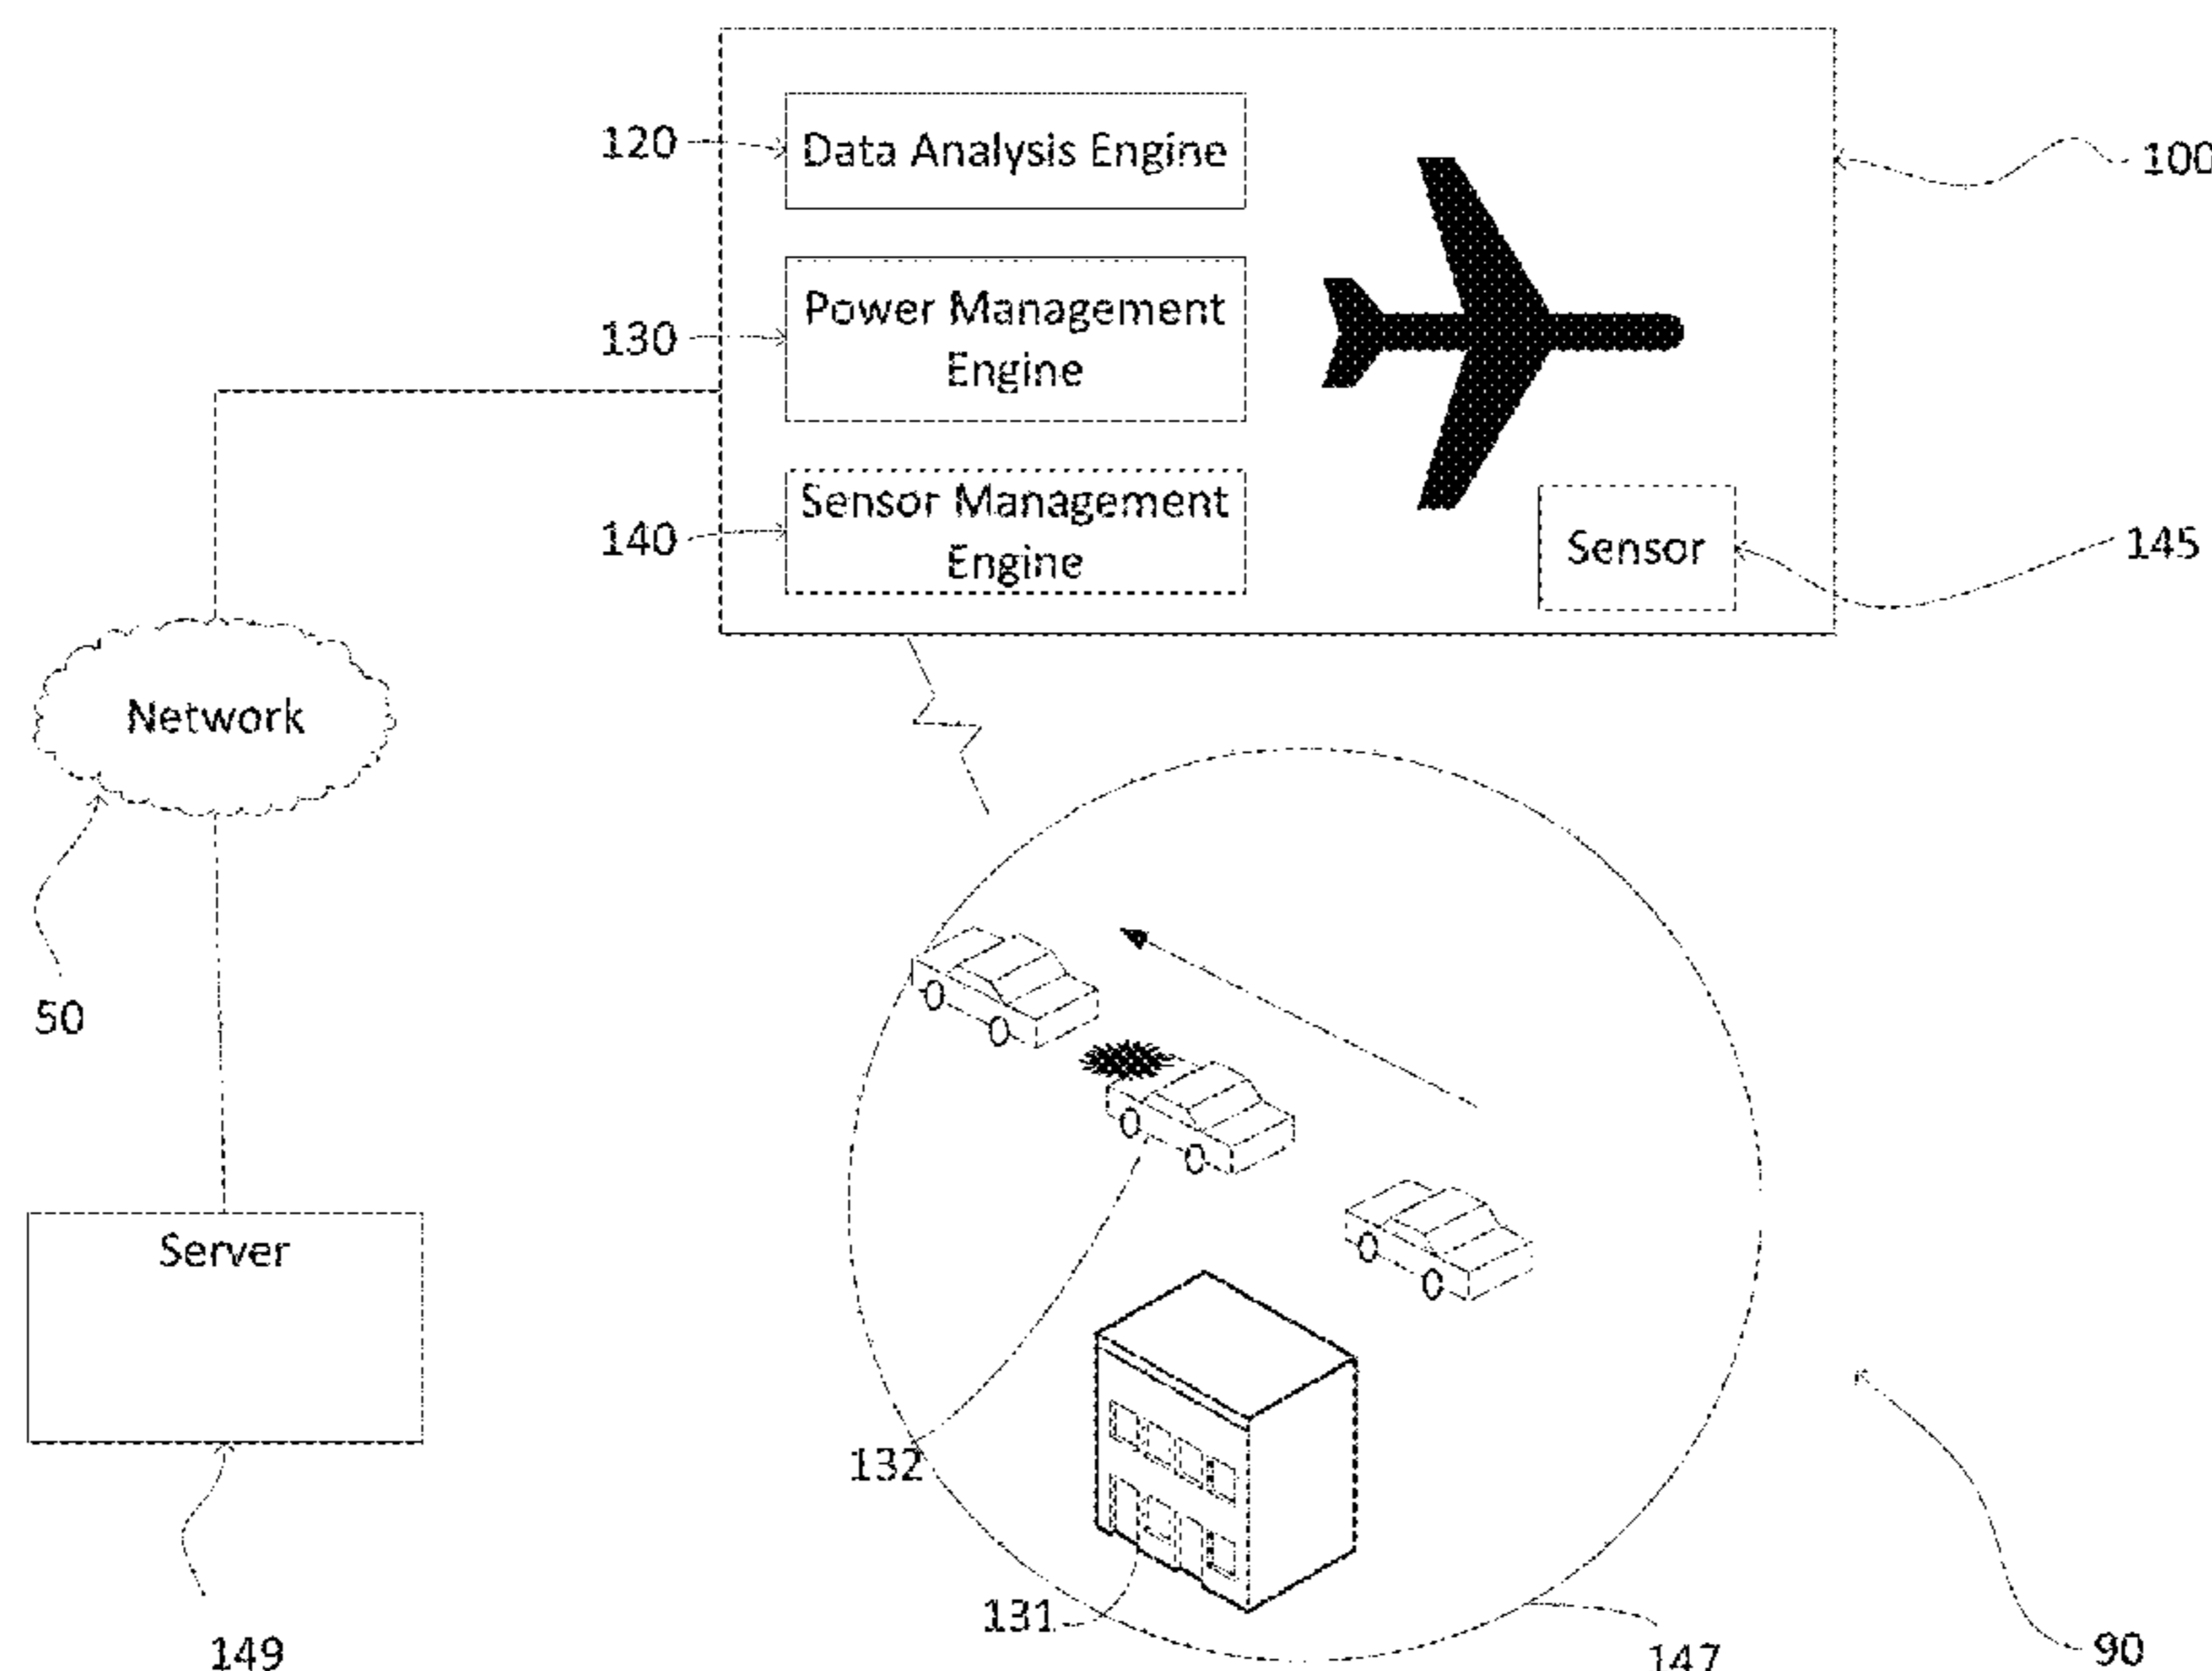 120
Data Analysis Engine
100
130
Power Management
Engine
140
Sensor Management
Engine
Sensor
145
Network
50
Server
149
132
131
147
90